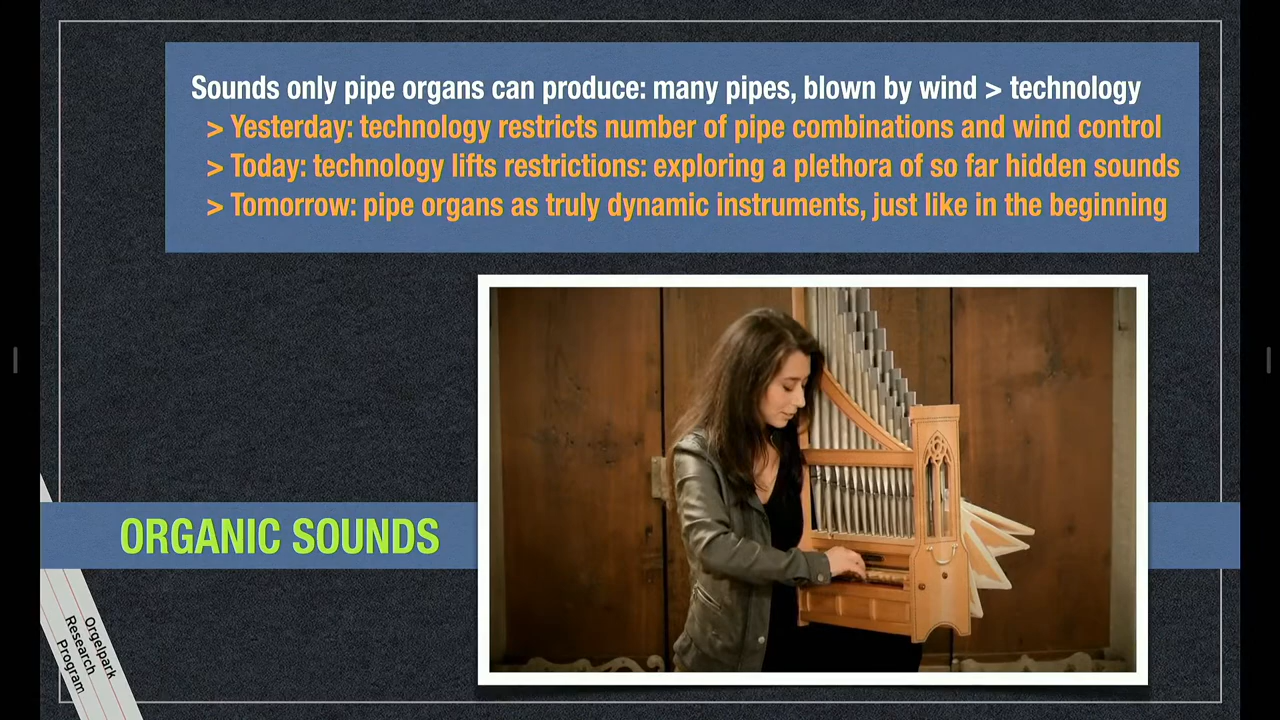 Sounds only pipe organs can produce: many pipes, blown by wind > technology
> Yesterday: technology restricts number of pipe combinations and wind control
> Today: technology lifts restrictions: exploring a plethora of so far hidden sounds
> Tomorrow: pipe organs as truly dynamic instruments, just like in the beginning
ORGANIC SOUNDS
Orgelpark
Research
Program